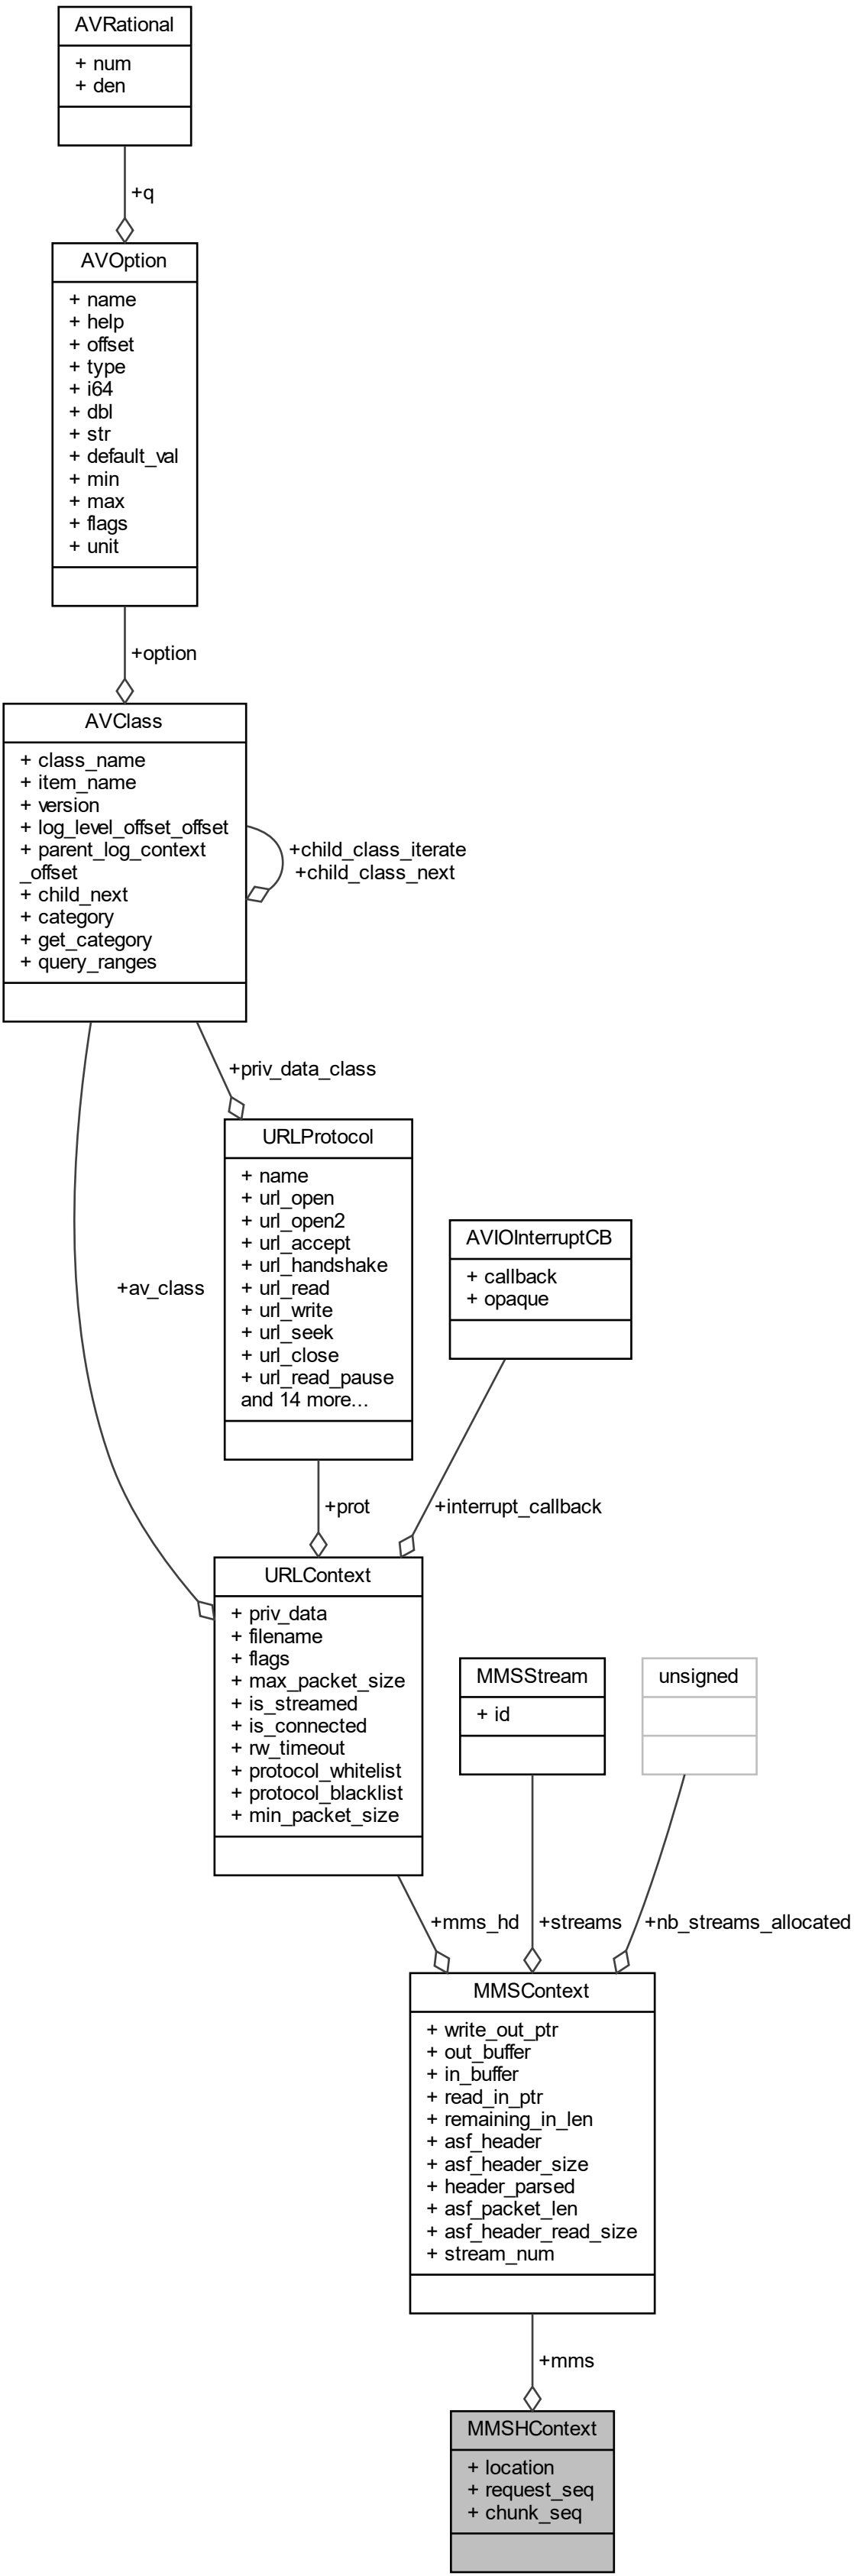 AVRational
+ num
+ den
+q
AVOption
+ name
+ help
+ offset
+ type
+ i64
+ dbl
+ str
+ default_val
+ min
+ max
+ flags
+ unit
+option
AVClass
+ class_name
+ item_name
+ version
+ log_level_offset_offset
+ parent_log_context
_offset
+ child_next
+ category
+ get_category
+ query_ranges
+child_class_iterate
+child_class_next
+priv_data_class
URLProtocol
+ name
+ url_open
+ url_open2
+ url_accept
+ url_handshake
+ url_read
+ url_write
+ url_seek
+ url_close
+ url_read_pause
and 14 more...
AVIOInterruptCB
+ callback
+ opaque
+av_class
+prot
+interrupt_callback
URLContext
+ priv_data
+ filename
+ flags
+ max_packet_size
+ is_streamed
+ is_connected
+ rw_timeout
+ protocol_whitelist
+ protocol_blacklist
+ min_packet_size
MMSStream
+ id
unsigned
+mms_hd
+streams
+nb_streams_allocated
MMSContext
+ write_out_ptr
+ out_buffer
+ in_buffer
+ read_in_ptr
+ remaining_in_len
+ asf_header
+ asf_header_size
+ header_parsed
+ asf_packet_len
+ asf_header_read_size
+ stream_num
+mms
MMSHContext
+ location
+ request_seq
+ chunk_seq